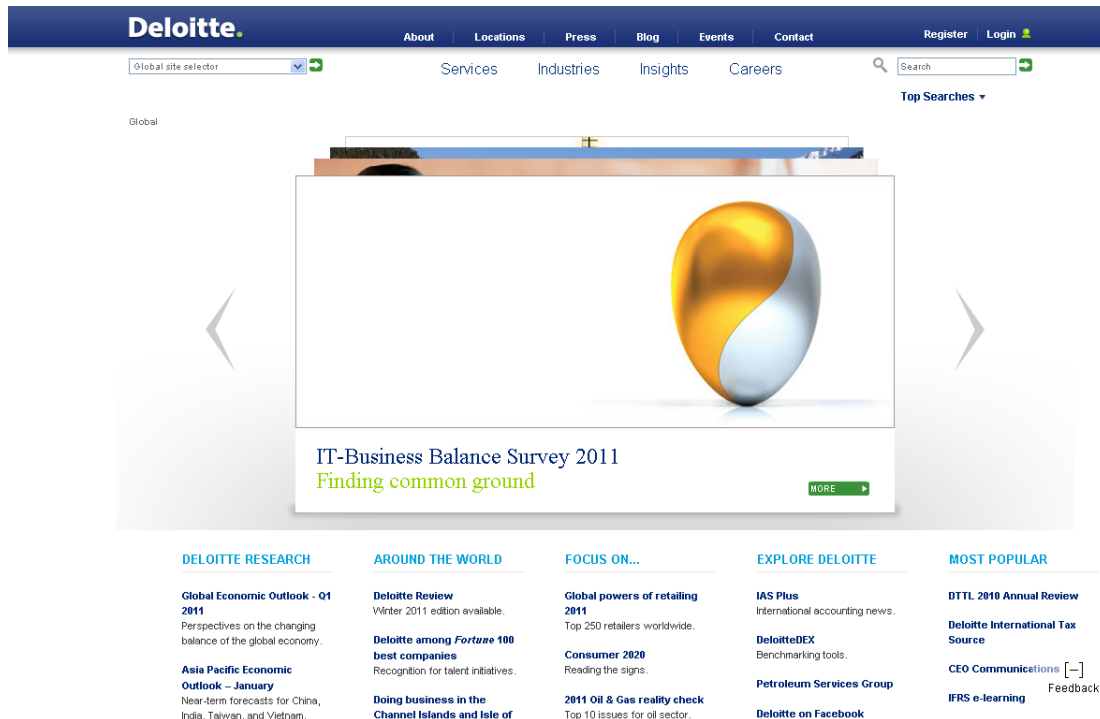 Deloitte.
About
Locations
Press
Blog
Events
Contact
Register
Login
Global site selector
Services
Industries
Insights
Careers
Search
Top Searches
Global
IT-Business Balance Survey 2011
Finding common ground
MORE
DELOITTE RESEARCH
Global Economic Outlook - Q1
2011
Perspectives on the changing
balance of the global economy.
Asia Pacific Economic
Outlook – January
Near-term forecasts for China,
India, Taiwan, and Vietnam.
AROUND THE WORLD
Deloitte Review
Winter 2011 edition available.
Deloitte among Fortune 100
best companies
Recognition for talent initiatives.
Doing business in the
Channel Islands and Isle of
FOCUS ON...
Global powers of retailing
2011
Top 250 retailers worldwide.
Consumer 2020
Reading the signs.
2011 Oil & Gas reality check
Top 10 issues for oil sector.
EXPLORE DELOITTE
IAS Plus
International accounting news.
DeloitteDEX
Benchmarking tools.
Petroleum Services Group
Deloitte on Facebook
MOST POPULAR
DTTL 2010 Annual Review
Deloitte International Tax
Source
CEO Communications
IFRS e-learning
[—]
Feedback